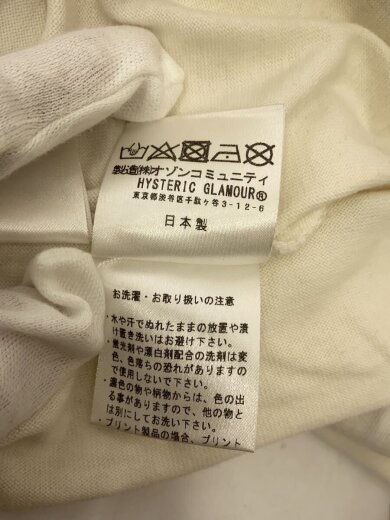 製造㈱オゾンコミュニティ
HYSTERIC GLAMOUR®
東京都渋谷区千駄ヶ谷3-12-6
日本製
お洗濯・お取り扱いの注意
・水や汗でぬれたままの放置や漬
け置き洗いはお避け下さい。
・蛍光剤や漂白剤配合の洗剤は変
色、色落ちの恐れがありますので
使用しないで下さい。
・濃色の物や柄物からは、色の出
る事がありますので、他の物と
は別にしてお洗い下さい。
・プリント製品の場合、プリント